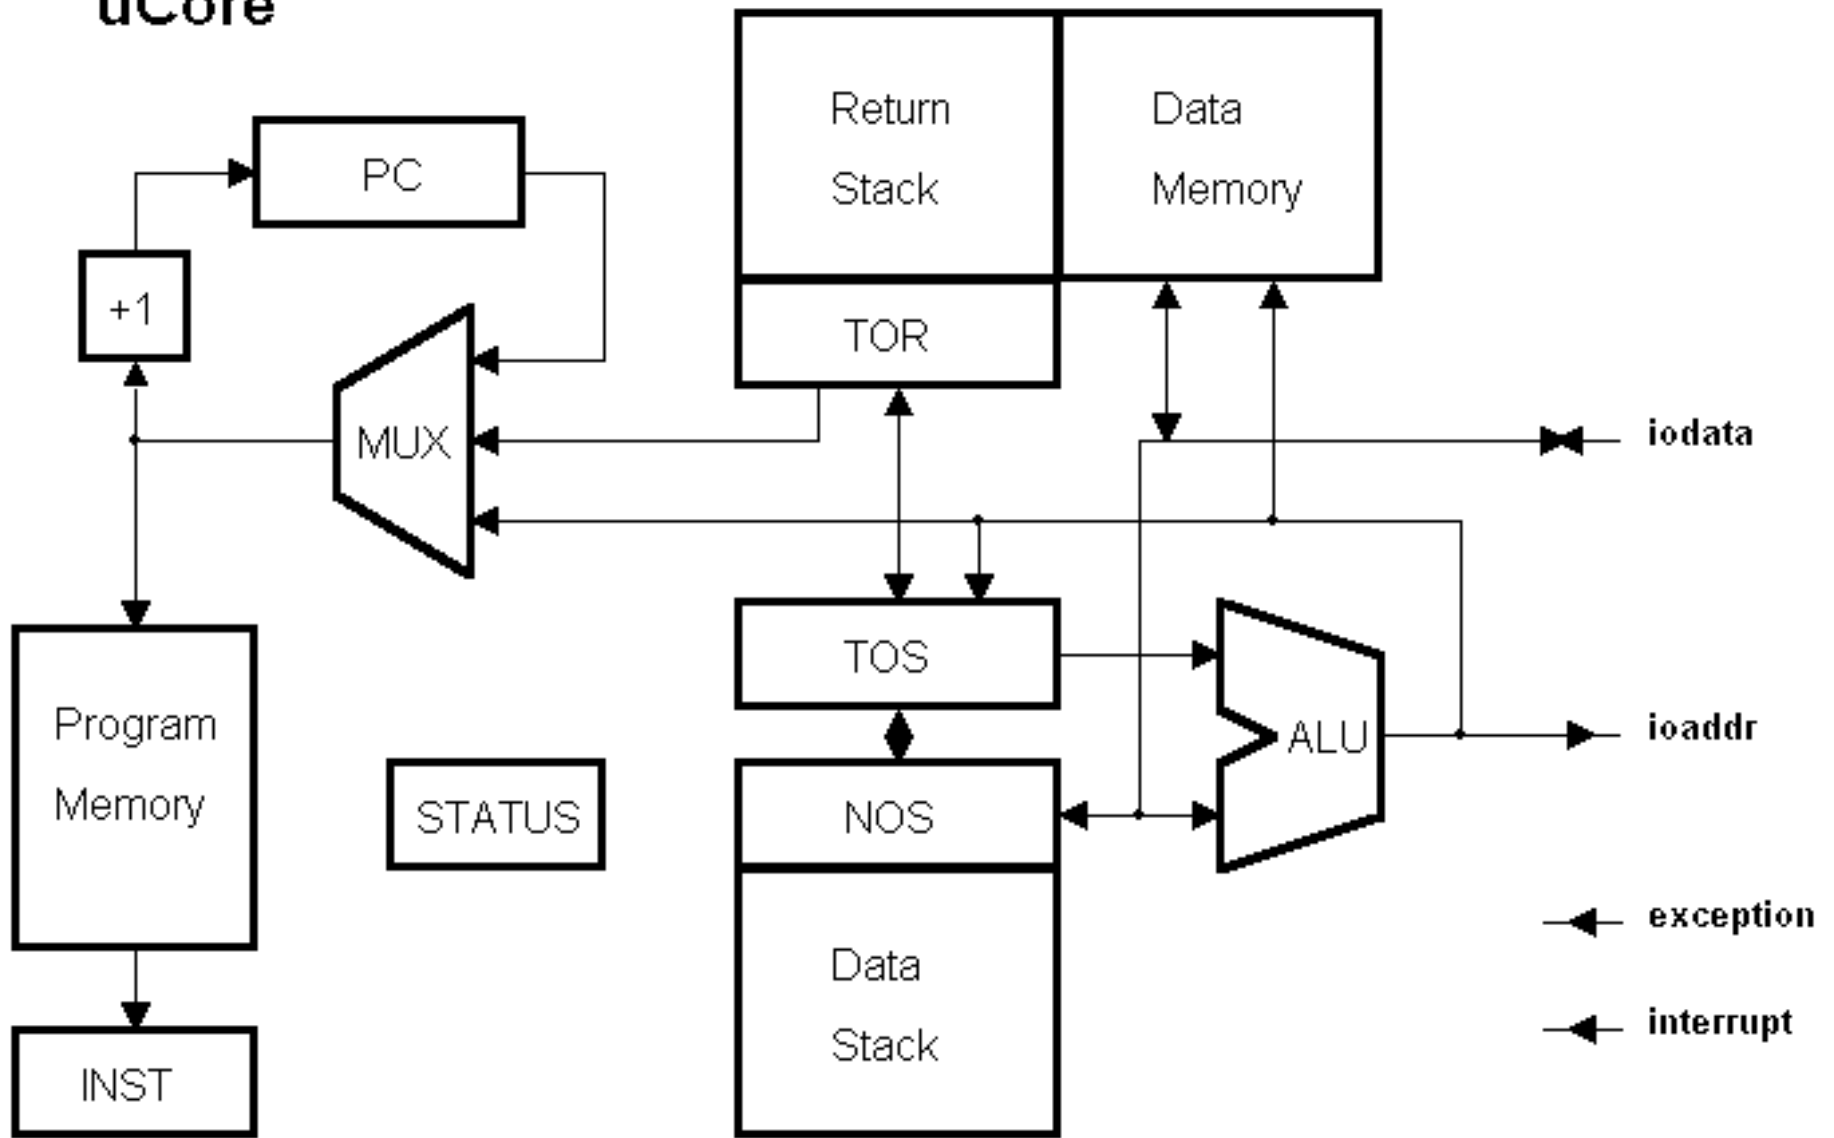 uCore
Return
Stack
Data
Memory
PC
+1
TOR
MUX
iodata
TOS
Program
Memory
ALU
ioaddr
STATUS
NOS
exception
Data
Stack
interrupt
INST